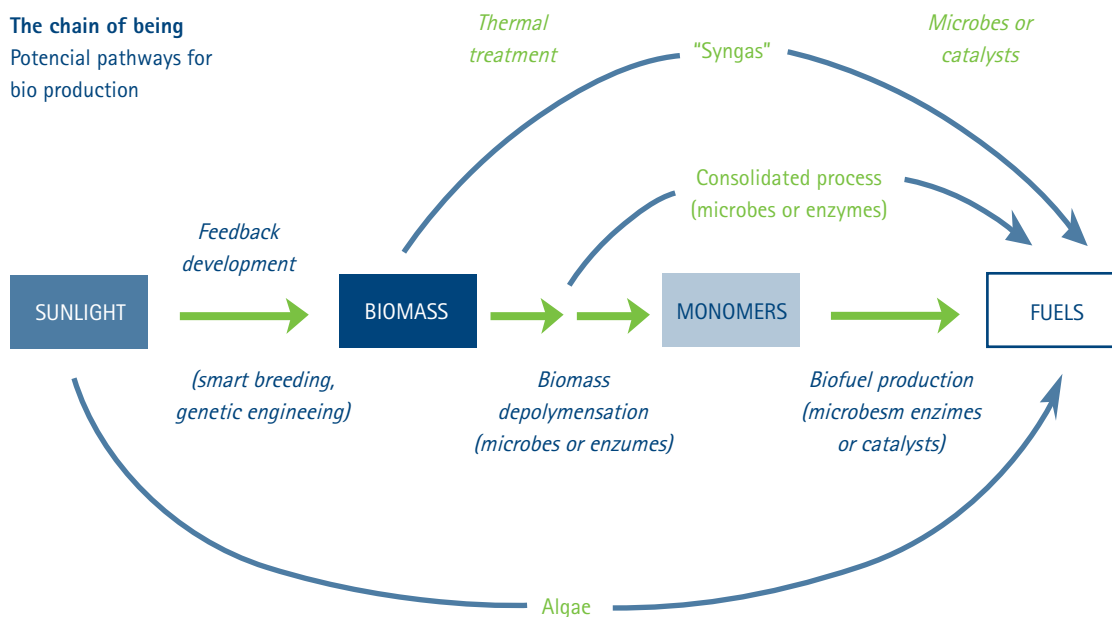 The chain of being
Potencial pathways for
bio production
Thermal
treatment
"Syngas"
Microbes or
catalysts
Consolidated process
(microbes or enzymes)
Feedback
development
SUNLIGHT
BIOMASS
MONOMERS
FUELS
(smart breeding,
genetic engineeing)
Biomass
depolymensation
(microbes or enzumes)
Biofuel production
(microbesm enzimes
or catalysts)
Algae